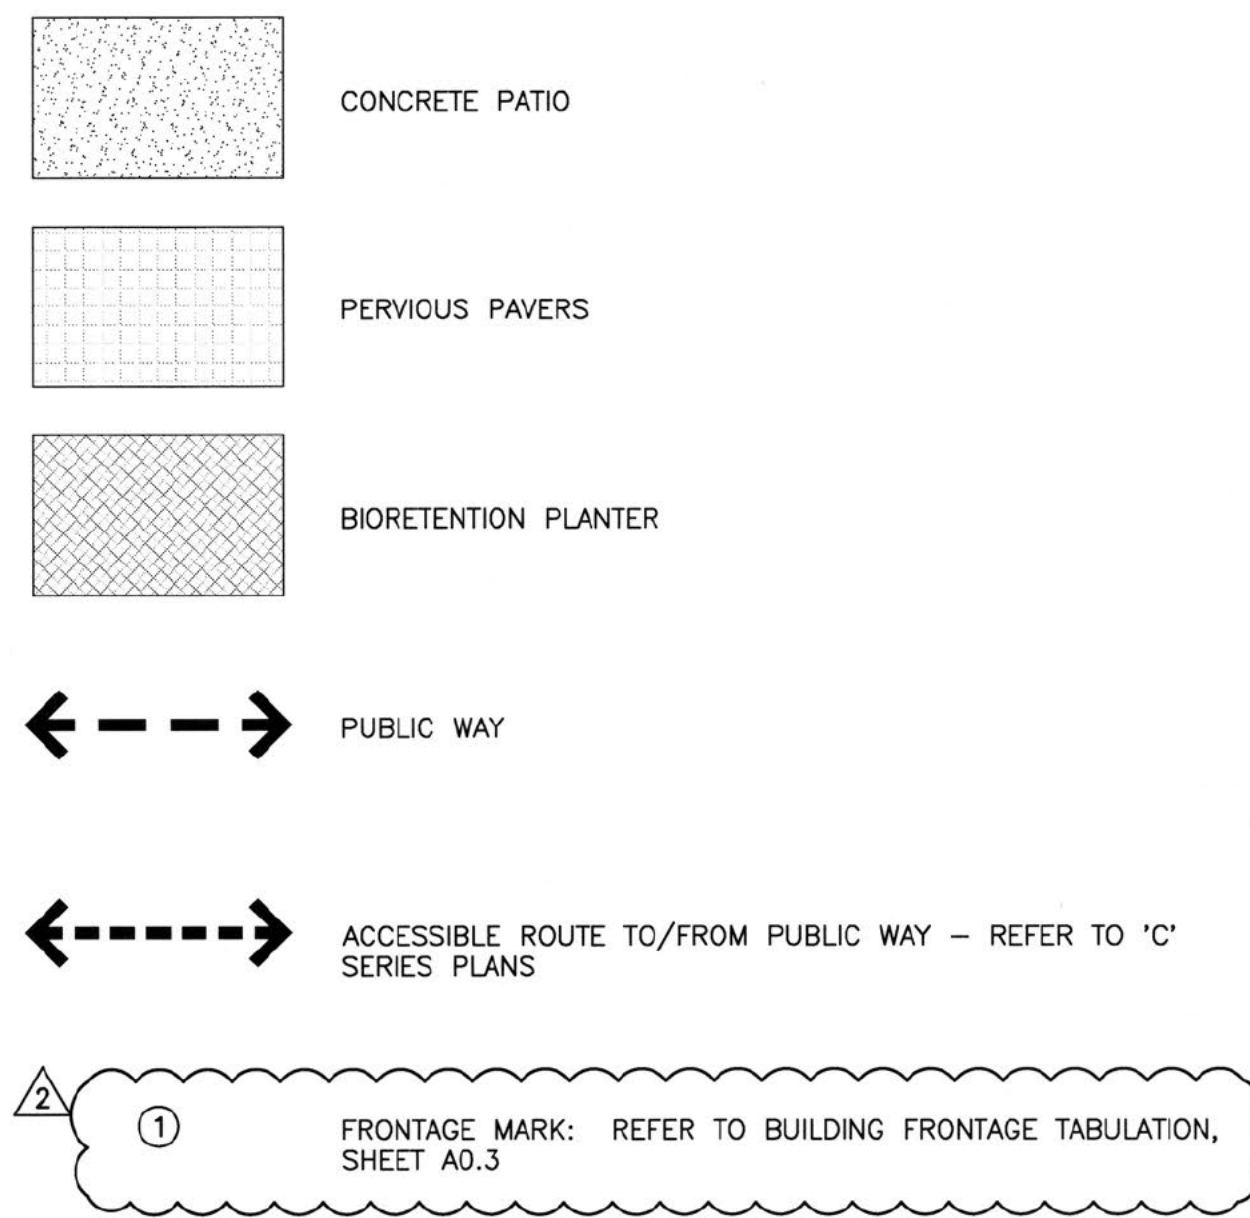 CONCRETE PATIO
PERVIOUS PAVERS
BIORETENTION PLANTER
PUBLIC WAY
ACCESSIBLE ROUTE TO/FROM PUBLIC WAY – REFER TO 'C'
SERIES PLANS
2
1
FRONTAGE MARK: REFER TO BUILDING FRONTAGE TABULATION,
SHEET A0.3